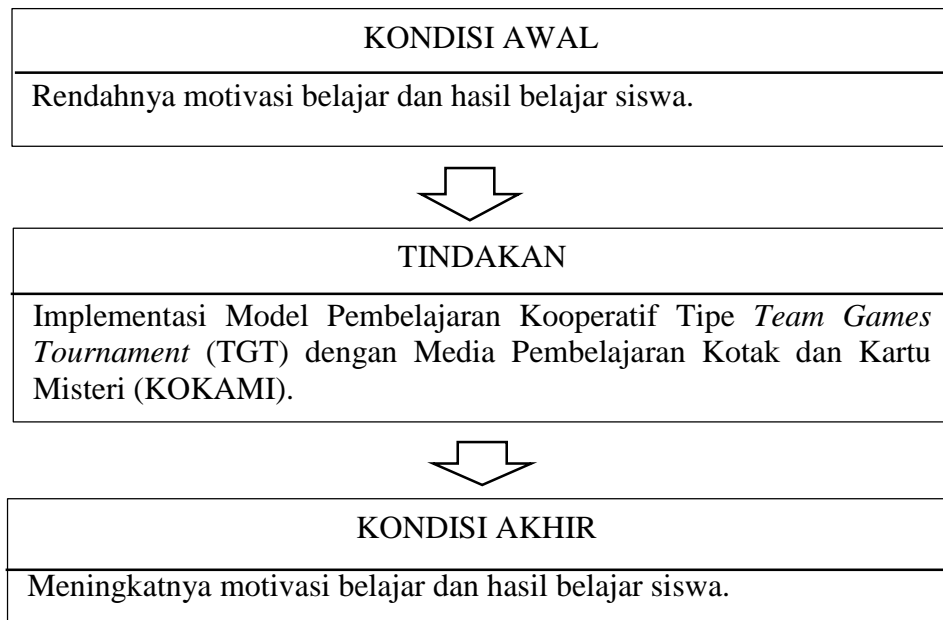 KONDISI AWAL
Rendahnya motivasi belajar dan hasil belajar siswa.
TINDAKAN
Implementasi Model Pembelajaran Kooperatif Tipe Team Games
Tournament (TGT) dengan Media Pembelajaran Kotak dan Kartu
Misteri (KOKAMI).
KONDISI AKHIR
Meningkatnya motivasi belajar dan hasil belajar siswa.